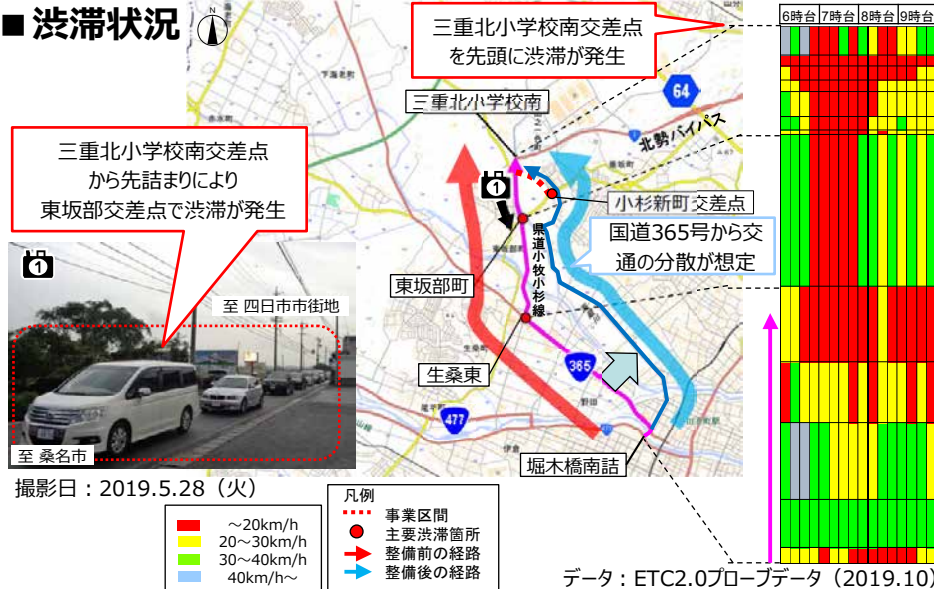 ■ 渋滞状況
N
三重北小学校南交差点
を先頭に渋滞が発生
6時台 7時台 8時台 9時台
三重北小学校南
64
北勢バイパス
三重北小学校南交差点
から先詰まりにより
東坂部交差点で渋滞が発生
1
小杉新町交差点
国道365号から交
通の分散が想定
県道小牧小杉線
東坂部町
1
至 四日市市街地
生桑町
生桑東
365
野田
477
伊倉
堀木橋南詰
至 桑名市
撮影日：2019.5.28（火）
～20km/h
20～30km/h
30～40km/h
40km/h～
凡例
事業区間
主要渋滞箇所
整備前の経路
整備後の経路
データ：ETC2.0プローブデータ（2019.10）